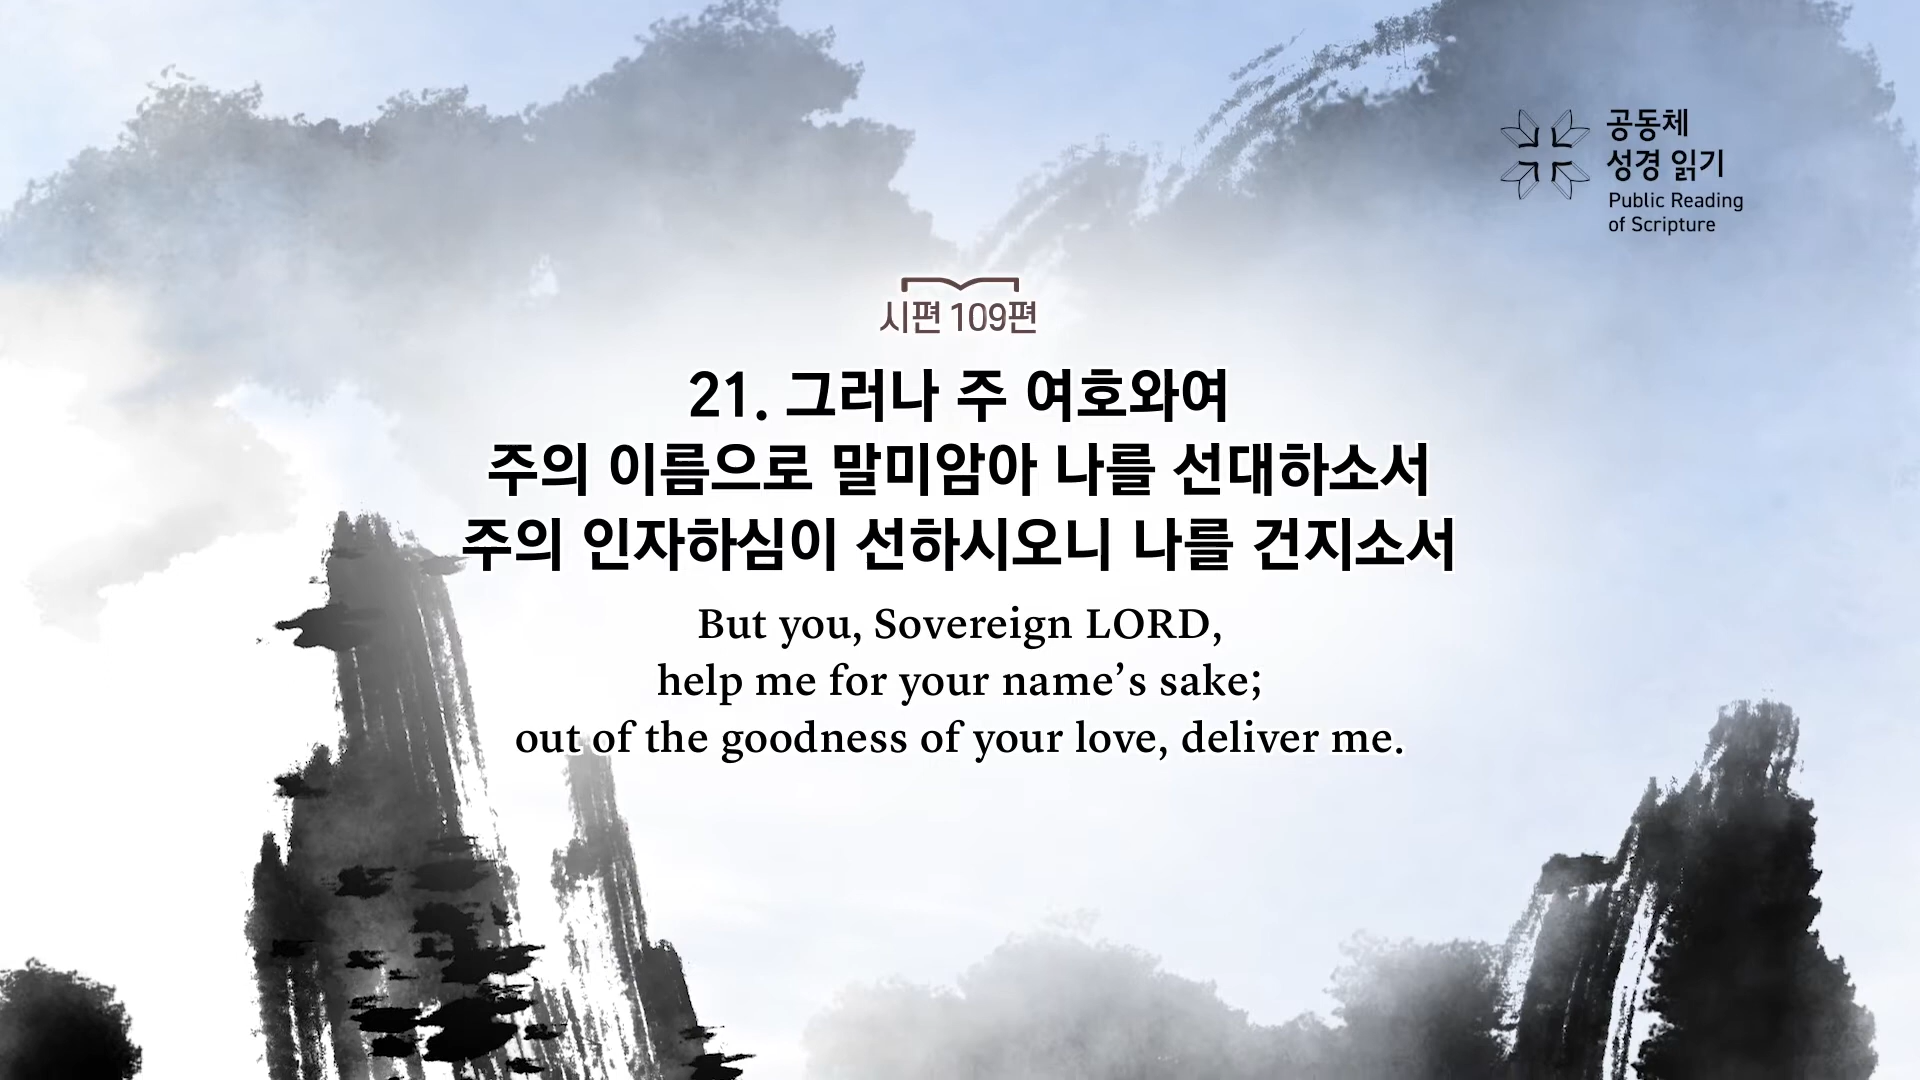 공동체
성경 읽기
Public Reading
of Scripture
시편 109편
21. 그러나 주 여호와여
주의 이름으로 말미암아 나를 선대하소서
주의 인자하심이 선하시오니 나를 건지소서
But you, Sovereign LORD,
help me for your name’s sake;
out of the goodness of your love, deliver me.